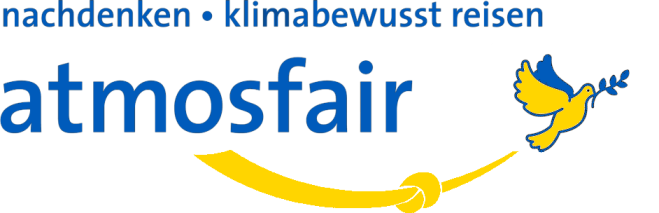 nachdenken • klimabewusst reisen
atmosfair